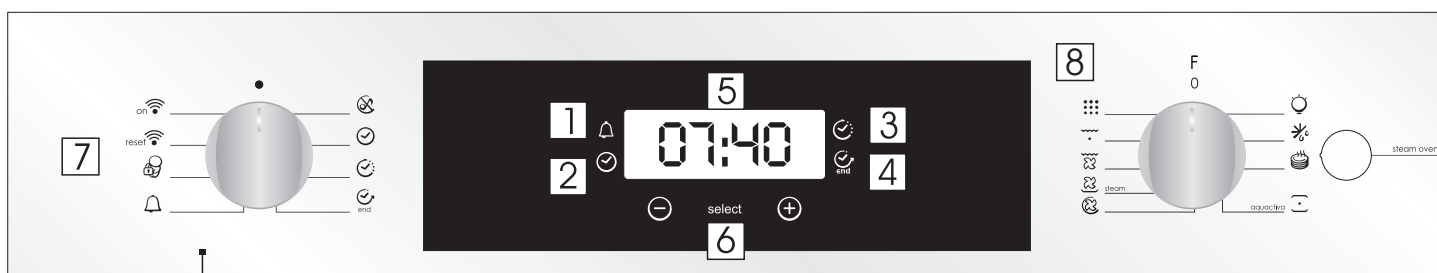 on
reset
end
7
1
2
5
07:40
3
end
4
select
6
8
F
0
steam
aquactiva
steam oven